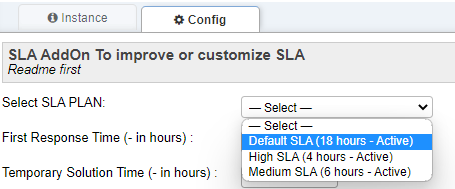 Instance
Config
SLA AddOn To improve or customize SLA
Readme first
Select SLA PLAN:
— Select —
— Select —
Default SLA (18 hours - Active)
High SLA (4 hours - Active)
Medium SLA (6 hours - Active)
First Response Time (- in hours) :
Temporary Solution Time (- in hours) :